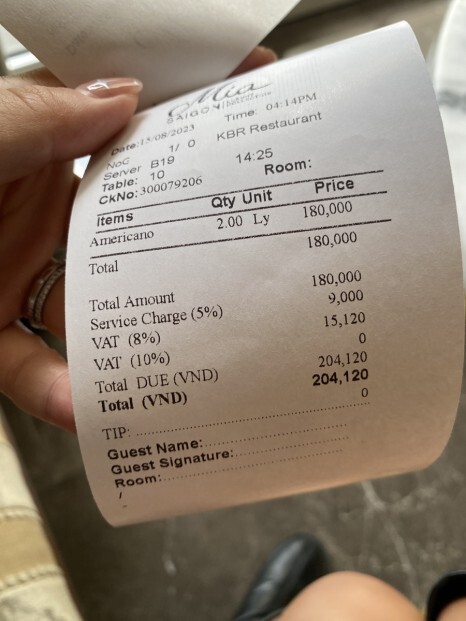 Mia
SAIGON
Date:15/08/2023 Time: 04:14PM
NoG 1/ 0 KBR Restaurant
Server B19
Table: 10 14:25
CkNo:300079206 Room:
Items Qty Unit Price
Americano 2.00 Ly 180,000
Total 180,000
Total Amount 180,000
Service Charge (5%) 9,000
VAT (8%) 15,120
VAT (10%) 0
Total DUE (VND) 204,120
Total (VND) 204,120
TIP: 0
Guest Name:
Guest Signature:
Room:
/